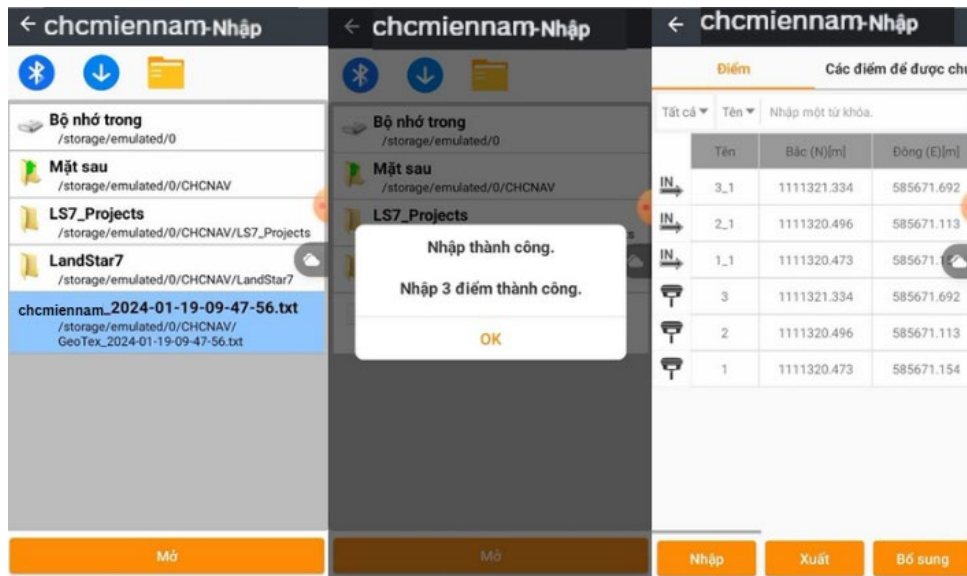 ← chcmiennam-Nhập
Bộ nhớ trong
/storage/emulated/0
Mặt sau
/storage/emulated/0/CHCNAV
LS7_Projects
/storage/emulated/0/CHCNAV/LS7_Projects
LandStar7
/storage/emulated/0/CHCNAV/LandStar7
chcmiennam_2024-01-19-09-47-56.txt
/storage/emulated/0/CHCNAV/
GeoTex_2024-01-19-09-47-56.txt
Mở
← chcmiennam-Nhập
Bộ nhớ trong
/storage/emulated/0
Mặt sau
/storage/emulated/0/CHCNAV
LS7_Projects
Nhập thành công.
Nhập 3 điểm thành công.
OK
Mở
← chcmiennam-Nhập
Điểm Các điểm để được
Tất cả Tên Nhập một từ khóa.
Tên Bắc (N)[m] Đông (E)[m]
IN 3_1 1111321.334 585671.692
IN 2_1 1111320.496 585671.113
IN 1_1 1111320.473
3 1111321.334 585671.692
2 1111320.496 585671.113
1 1111320.473 585671.154
Nhập Xuất Bổ sung